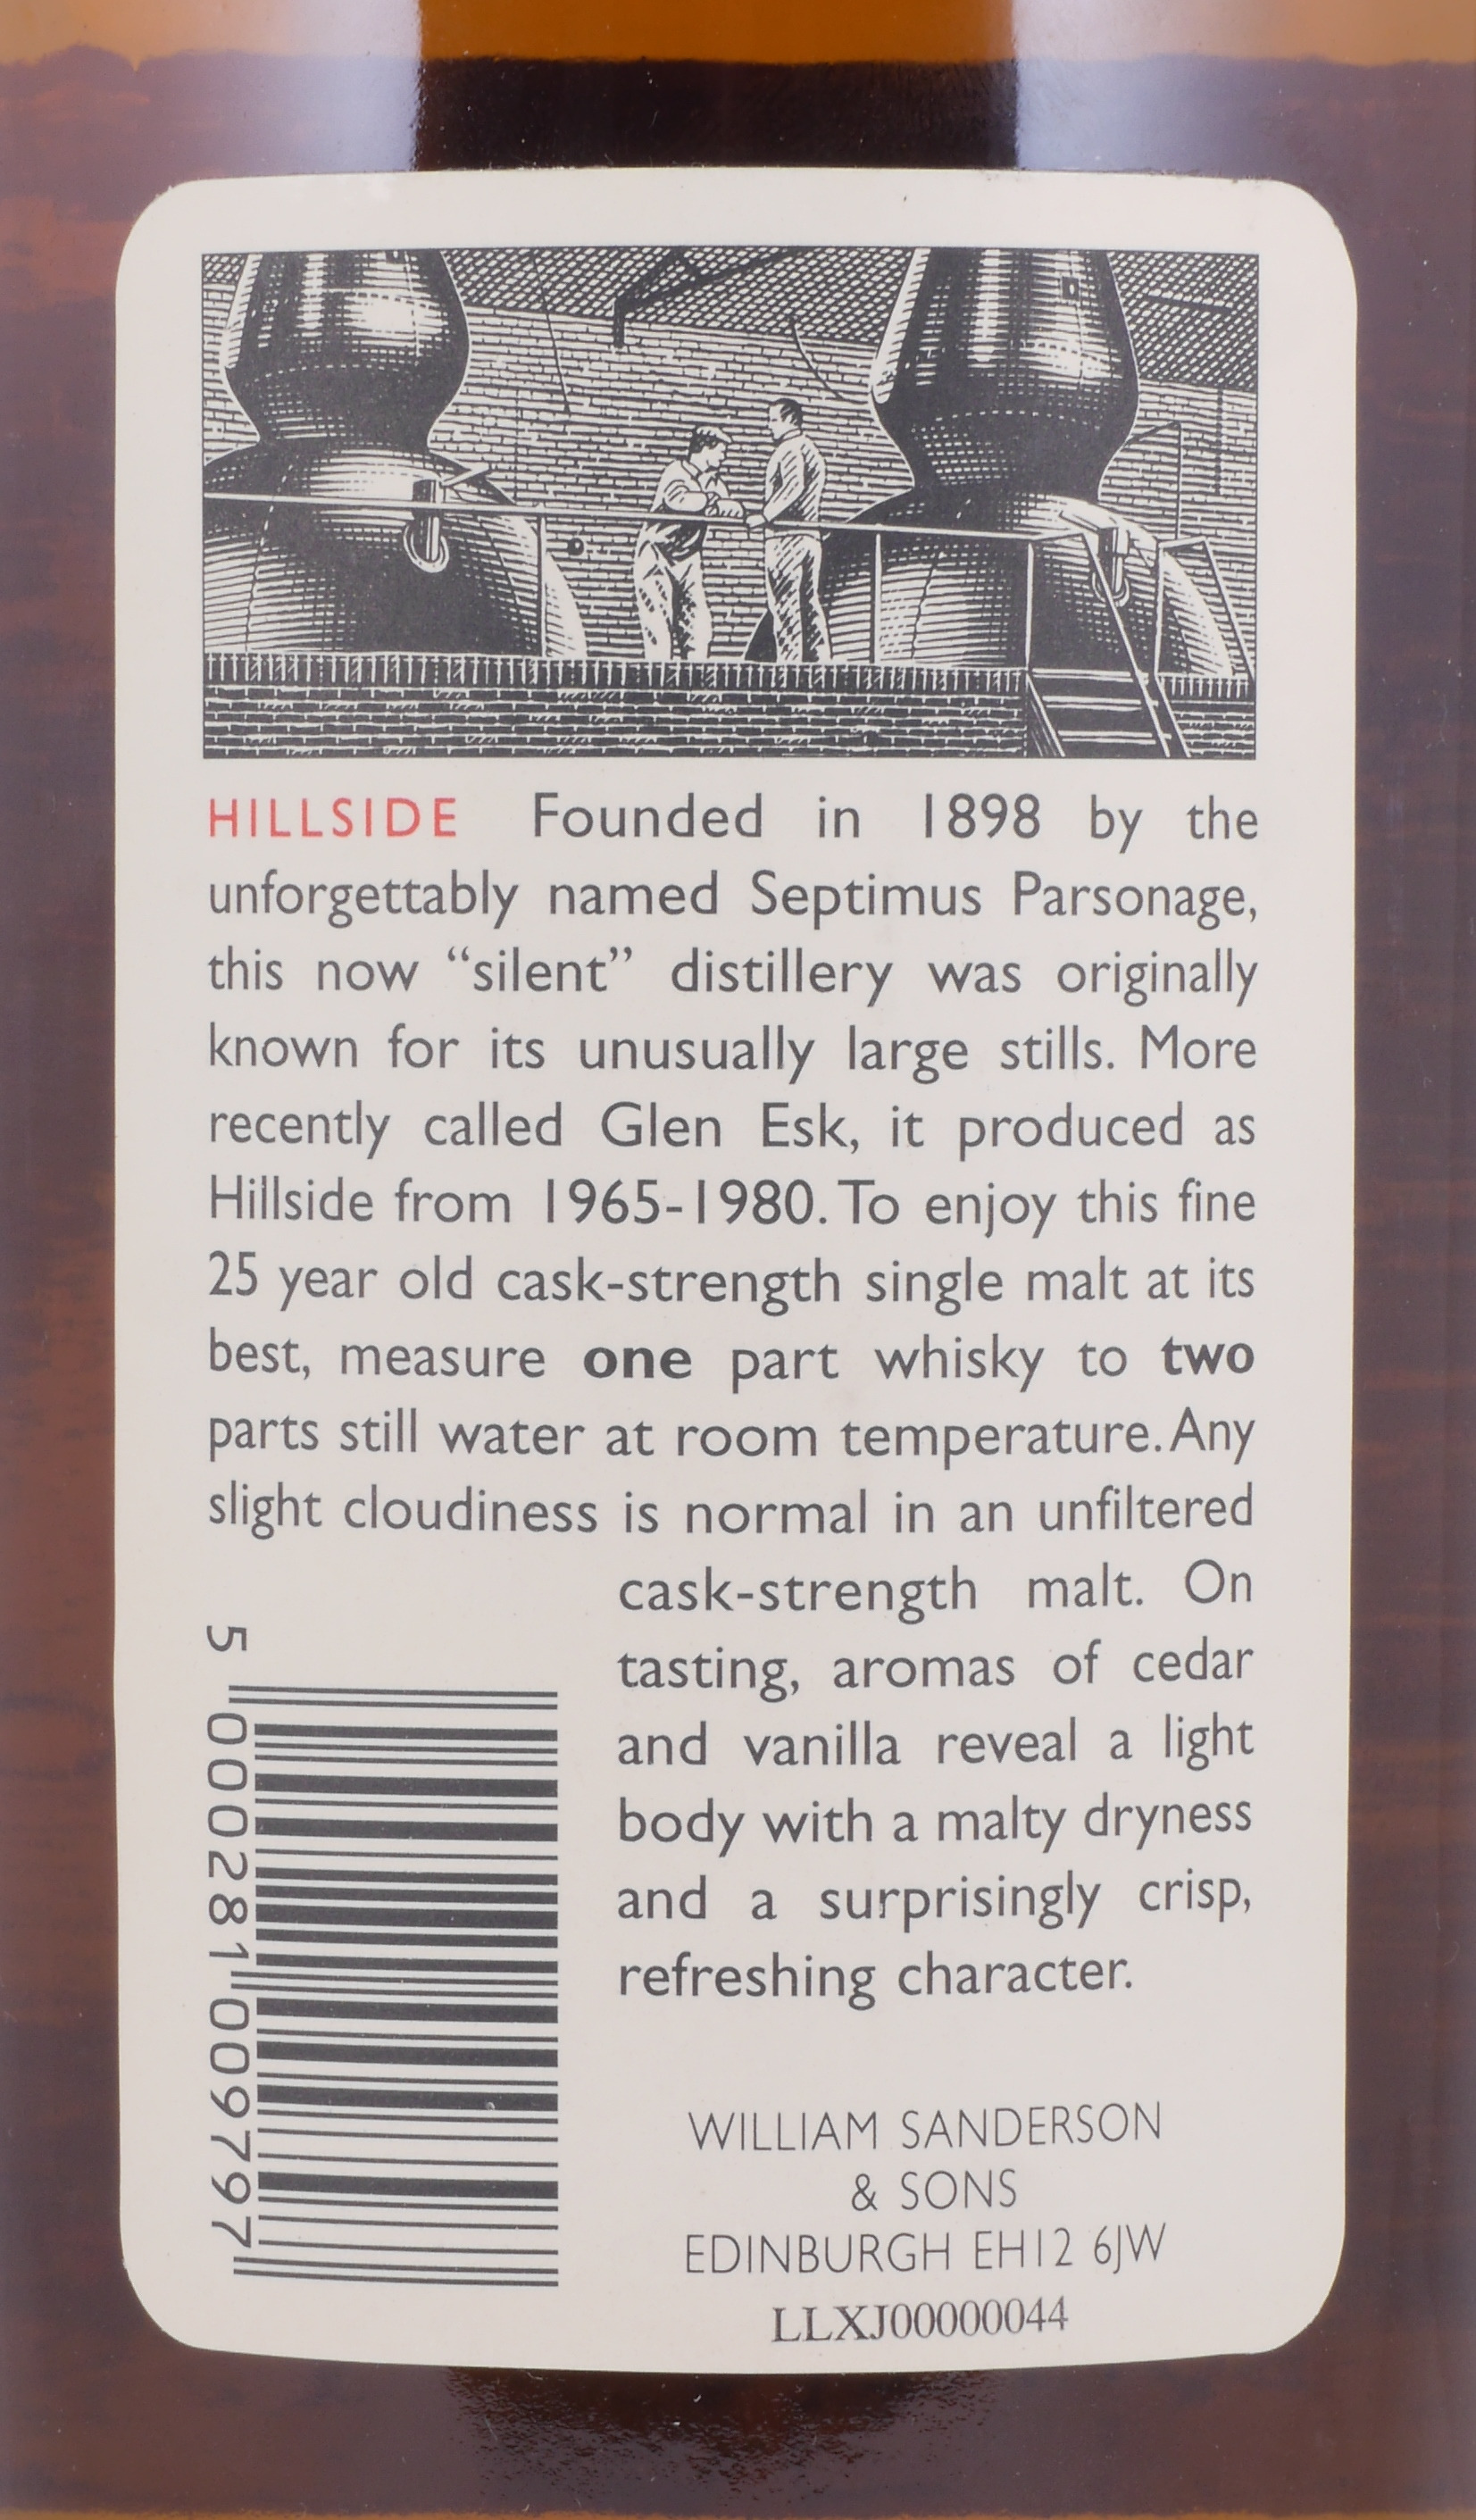 HILLSIDE Founded in 1898 by the
unforgettably named Septimus Parsonage,
this now “silent” distillery was originally
known for its unusually large stills. More
recently called Glen Esk, it produced as
Hillside from 1965-1980. To enjoy this fine
25 year old cask-strength single malt at its
best, measure one part whisky to two
parts still water at room temperature. Any
slight cloudiness is normal in an unfiltered
cask-strength malt. On
tasting, aromas of cedar
and vanilla reveal a light
body with a malty dryness
and a surprisingly crisp,
refreshing character.
5 000281 009797
WILLIAM SANDERSON
& SONS
EDINBURGH EH12 6JW
LLXJ00000044